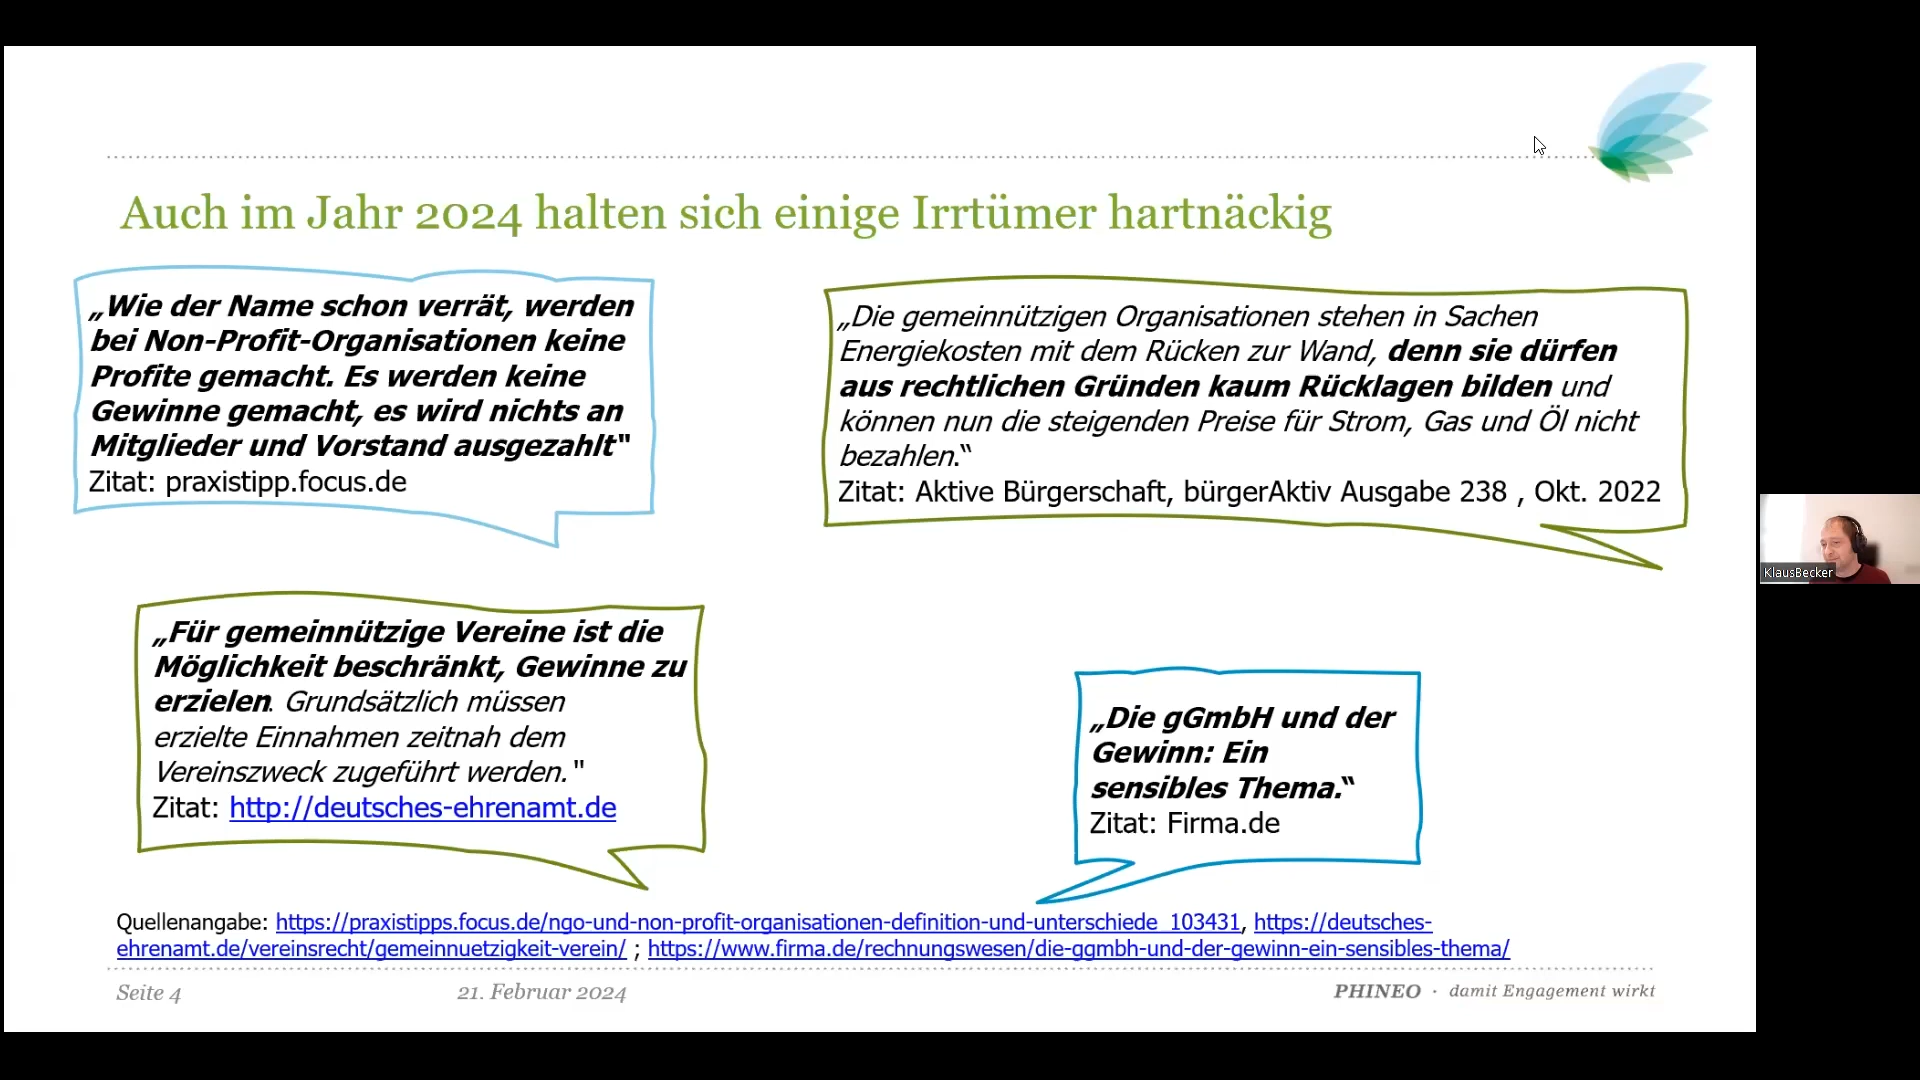 Auch im Jahr 2024 halten sich einige Irrtümer hartnäckig
„Wie der Name schon verrät, werden
bei Non-Profit-Organisationen keine
Profite gemacht. Es werden keine
Gewinne gemacht, es wird nichts an
Mitglieder und Vorstand ausgezahlt"
Zitat: praxistipp.focus.de
„Die gemeinnützigen Organisationen stehen in Sachen
Energiekosten mit dem Rücken zur Wand, denn sie dürfen
aus rechtlichen Gründen kaum Rücklagen bilden und
können nun die steigenden Preise für Strom, Gas und Öl nicht
bezahlen.“
Zitat: Aktive Bürgerschaft, bürgerAktiv Ausgabe 238 , Okt. 2022
„Für gemeinnützige Vereine ist die
Möglichkeit beschränkt, Gewinne zu
erzielen. Grundsätzlich müssen
erzielte Einnahmen zeitnah dem
Vereinszweck zugeführt werden."
Zitat: http://deutsches-ehrenamt.de
„Die gGmbH und der
Gewinn: Ein
sensibles Thema.“
Zitat: Firma.de
Quellenangabe: https://praxistipps.focus.de/ngo-und-non-profit-organisationen-definition-und-unterschiede_103431, https://deutsches-
ehrenamt.de/vereinsrecht/gemeinnuetzigkeit-verein/ ; https://www.firma.de/rechnungswesen/die-ggmbh-und-der-gewinn-ein-sensibles-thema/
Seite 4
21. Februar 2024
PHINEO · damit Engagement wirkt
KlausBecker